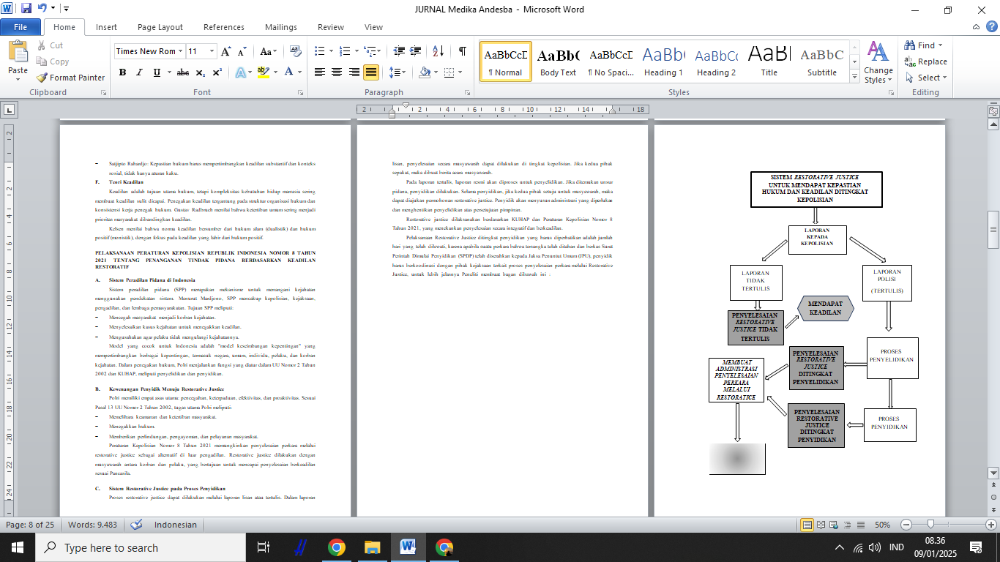 JURNAL Medika Andesba - Microsoft Word
File
Home
Insert
Page Layout
References
Mailings
Review
View
Paste
Cut
Copy
Format Painter
Clipboard
Times New Rom
11
Font
Paragraph
AaBbCcD
¶ Normal
AaBbC
Body Text
AaBbCcD
¶ No Spaci...
AaBbC
Heading 1
AaBbCc
Heading 2
AaBl
Title
AaBbC
Subtitle
Change
Styles
Styles
Find
Replace
Select
Editing
2 2 4 6 8 10 12 14 18
- Satjipto Rahardjo: Kepastian hukum harus mempertimbangkan keadilan substantif dan konteks
sosial, tidak hanya aturan kaku.
F. Teori Keadilan
Keadilan adalah tujuan utama hukum, tetapi kompleksitas kebutuhan hidup manusia sering
membuat keadilan sulit dicapai. Penegakan keadilan tergantung pada struktur organisasi hukum dan
konsistensi kerja penegak hukum. Gustav Radbruch menilai bahwa ketertiban umum sering menjadi
prioritas masyarakat dibandingkan keadilan.
Kelsen menilai bahwa norma keadilan bersumber dari hukum alam (dualistik) dan hukum
positif (monistik), dengan fokus pada keadilan yang lahir dari hukum positif.
PELAKSANAAN PERATURAN KEPOLISIAN REPUBLIK INDONESIA NOMOR 8 TAHUN
2021 TENTANG PENANGANAN TINDAK PIDANA BERDASARKAN KEADILAN
RESTORATIF
A. Sistem Peradilan Pidana di Indonesia
Sistem peradilan pidana (SPP) merupakan mekanisme untuk menangani kejahatan
menggunakan pendekatan sistem. Menurut Mardjono, SPP mencakup kepolisian, kejaksaan,
pengadilan, dan lembaga pemasyarakatan. Tujuan SPP meliputi:
- Mencegah masyarakat menjadi korban kejahatan.
- Menyelesaikan kasus kejahatan untuk menegakkan keadilan.
- Mengusahakan agar pelaku tidak mengulangi kejahatannya.
Model yang cocok untuk Indonesia adalah "model keseimbangan kepentingan" yang
mempertimbangkan berbagai kepentingan, termasuk negara, umum, individu, pelaku, dan korban
kejahatan. Dalam penegakan hukum, Polri menjalankan fungsi yang diatur dalam UU Nomor 2 Tahun
2002 dan KUHAP, meliputi penyelidikan dan penyidikan.
B. Kewenangan Penyidik Menuju Restorative Justice
Polri memiliki empat asas utama: pencegahan, keterpaduan, efektivitas, dan proaktivitas. Sesuai
Pasal 13 UU Nomor 2 Tahun 2002, tugas utama Polri meliputi:
- Memelihara keamanan dan ketertiban masyarakat.
- Menegakkan hukum.
- Memberikan perlindungan, pengayoman, dan pelayanan masyarakat.
Peraturan Kepolisian Nomor 8 Tahun 2021 memungkinkan penyelesaian perkara melalui
restorative justice sebagai alternatif di luar pengadilan. Restorative justice dilakukan dengan
musyawarah antara korban dan pelaku, yang bertujuan untuk mencapai penyelesaian berkeadilan
sesuai Pancasila.
C. Sistem Restorative Justice pada Proses Penyidikan
Proses restorative justice dapat dilakukan melalui laporan lisan atau tertulis. Dalam laporan
lisan, penyelesaian secara musyawarah dapat dilakukan di tingkat kepolisian. Jika kedua pihak
sepakat, maka dibuat berita acara musyawarah.
Pada laporan tertulis, laporan resmi akan diproses untuk penyelidikan. Jika ditemukan unsur
pidana, penyidikan dilakukan. Selama penyidikan, jika kedua pihak setuju untuk musyawarah, maka
dapat diajukan permohonan restorative justice. Penyidik akan menyusun administrasi yang diperlukan
dan menghentikan penyelidikan atas persetujuan pimpinan.
Restorative justice dilaksanakan berdasarkan KUHAP dan Peraturan Kepolisian Nomor 8
Tahun 2021, yang menekankan penyelesaian secara integratif dan berkeadilan.
Pelaksanaan Restorative Justice ditingkat penyidikan yang harus diperhatikan adalah jumlah
hari yang telah dilewati, karena apabila suatu perkara bahwa tersangka telah ditahan dan berkas Surat
Perintah Dimulai Penyidikan (SPDP) telah diserahkan kepada Jaksa Penuntut Umum (JPU), penyidik
harus berkoordinasi dengan pihak kejaksaan terkait proses penyelesaian perkara melalui Restorative
Justice, untuk lebih jelasnya Peneliti membuat bagan dibawah ini :
SISTEM RESTORATIVE JUSTICE
UNTUK MENDAPAT KEPASTIAN
HUKUM DAN KEADILAN DITINGKAT
KEPOLISIAN
LAPORAN
KEPADA
KEPOLISIAN
LAPORAN
TIDAK
TERTULIS
LAPORAN
POLISI
(TERTULIS)
MENDAPAT
KEADILAN
PENYELESAIAN
RESTORATIVE
JUSTICE TIDAK
TERTULIS
PROSES
PENYELIDIKAN
PENYELESAIAN
RESTORATIVE
JUSTICE
DITINGKAT
PENYELIDIKAN
MEMBUAT
ADMINISTRASI
PENYELESAIAN
PERKARA
MELALUI
RESTORATICE
PENYELESAIAN
RESTORATIVE
JUSTICE
DITINGKAT
PENYIDIKAN
PROSES
PENYIDIKAN
Page: 8 of 25
Words: 9.483
Indonesian
50%
Type here to search
IND
08.36
09/01/2025